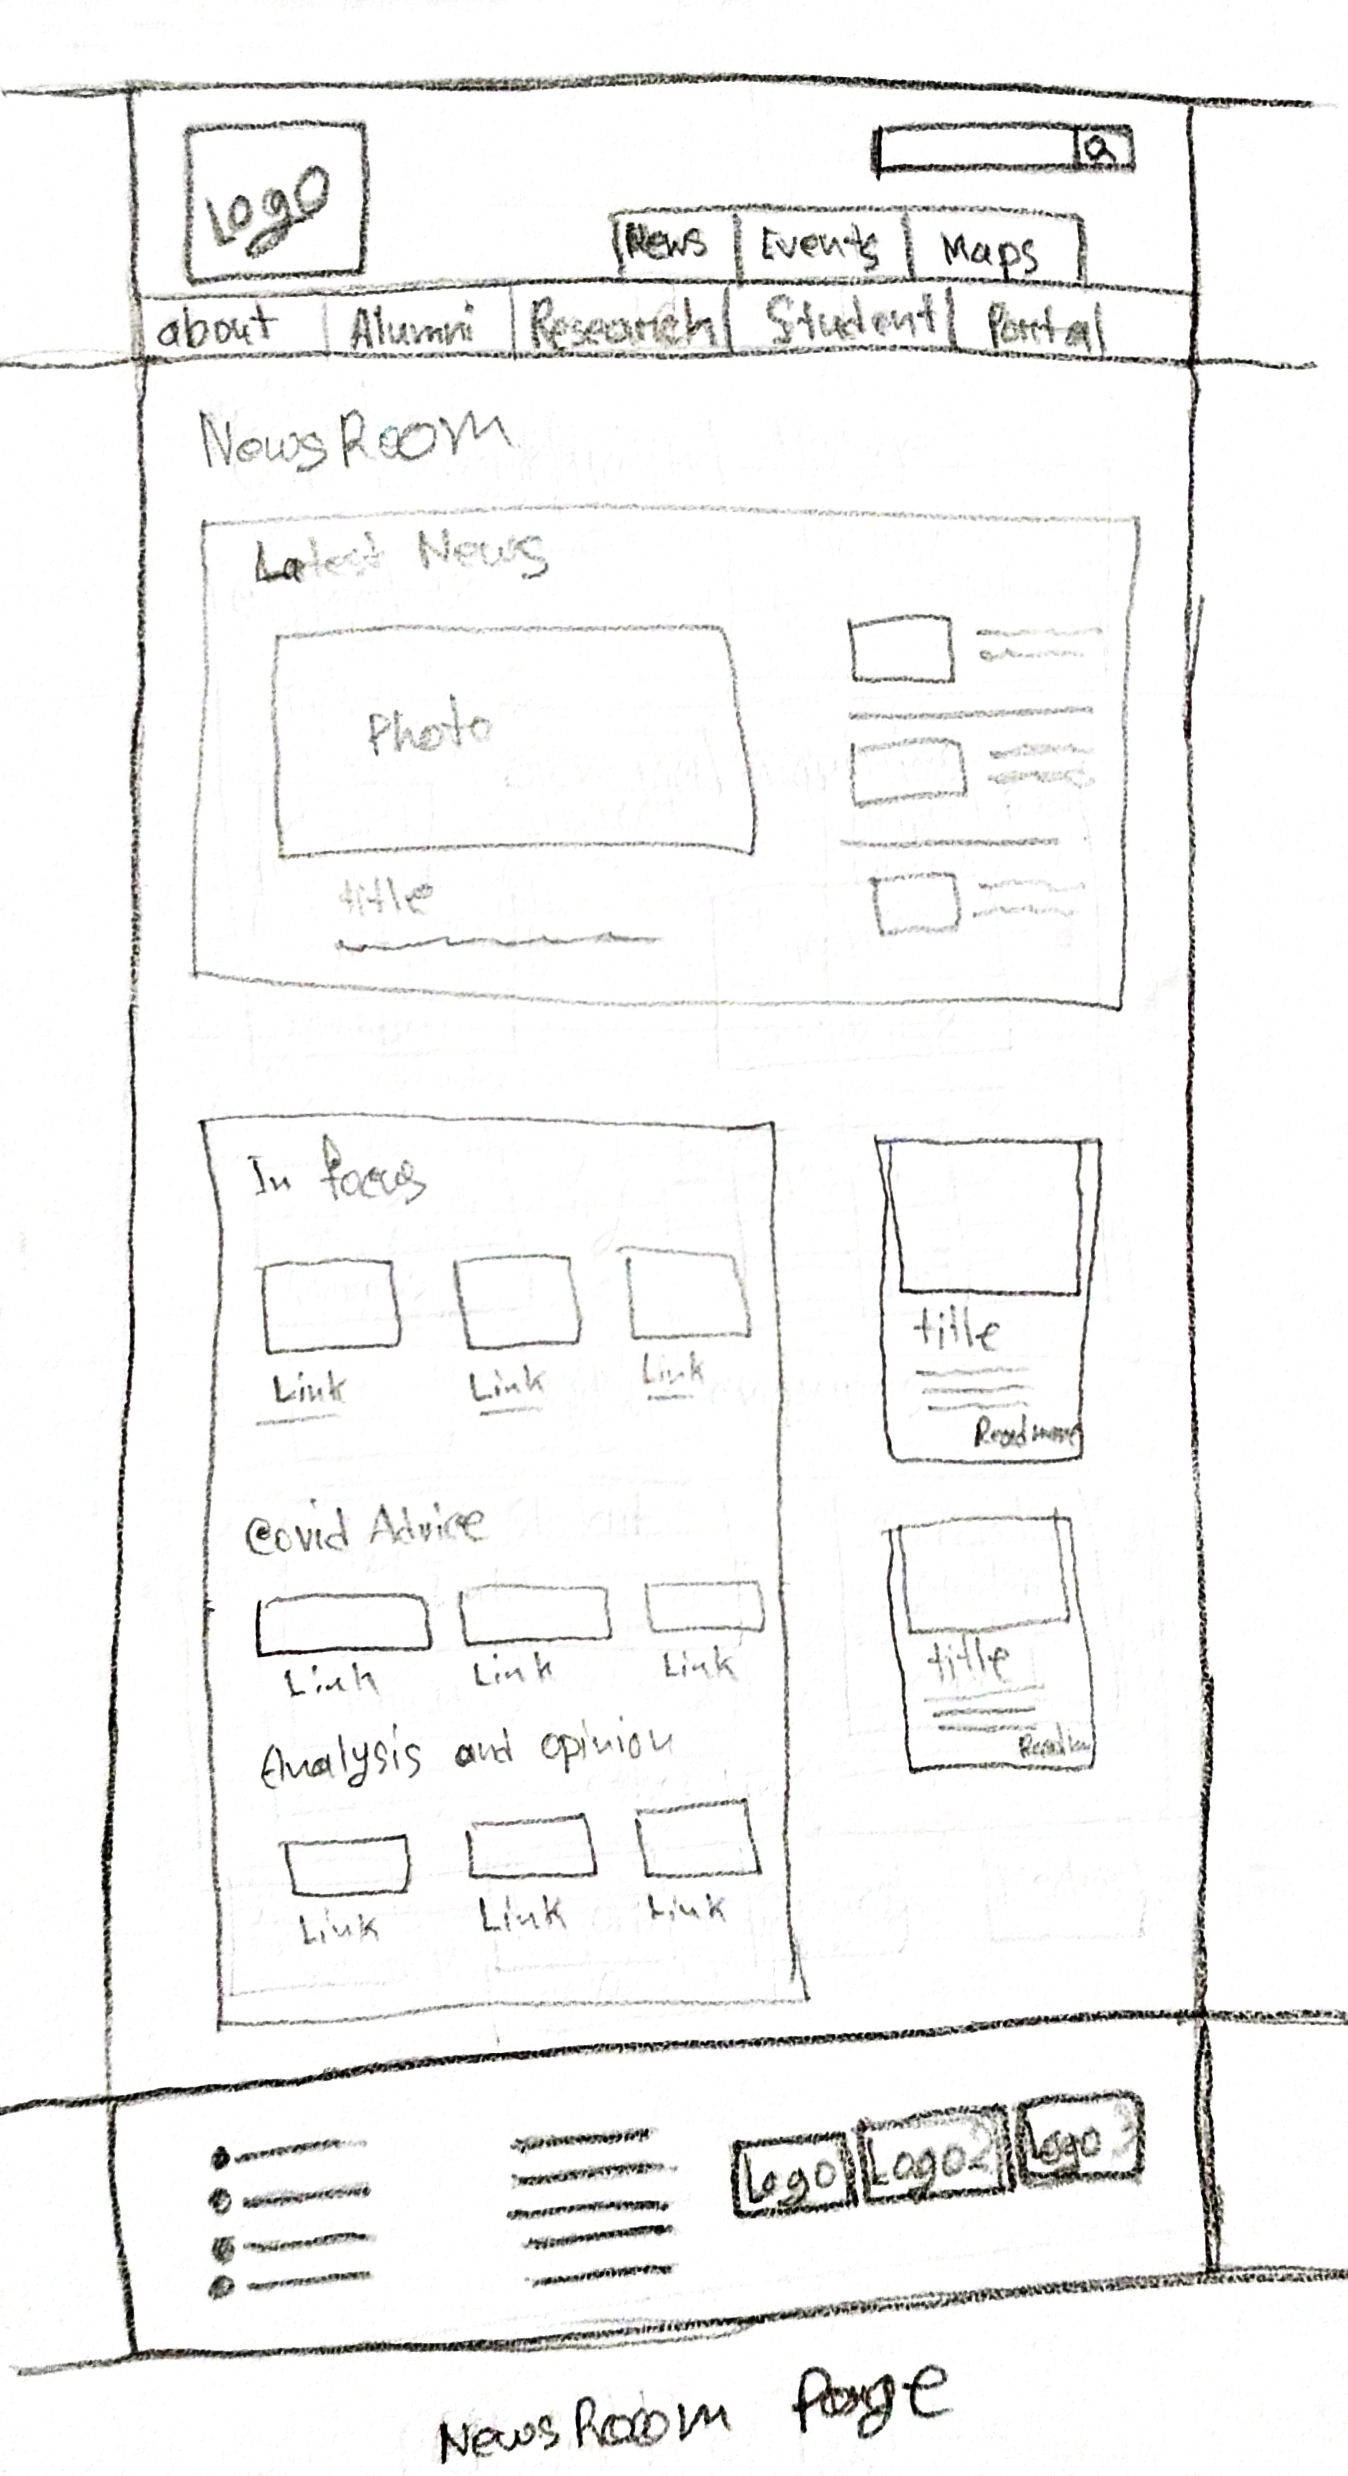 Logo
News Events Maps
about Alumni Research Student Portal
NewsRoom
Latest News
Photo
title
In focus
Link Link Link
title
Read more
Covid Advice
Link Link Link
title
Analysis and opinion
Link Link Link
Logo Logo2 Logo3
NewsRoom Page